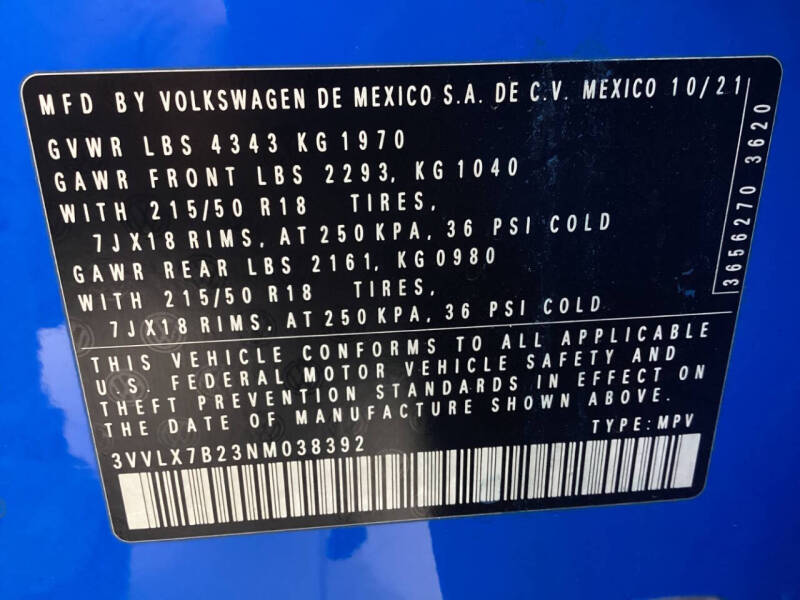 MFD BY VOLKSWAGEN DE MEXICO S.A. DE C.V. MEXICO 10/21
GVWR LBS 4343 KG 1970
GAWR FRONT LBS 2293, KG 1040
WITH 215/50 R18 TIRES,
7JX18 RIMS, AT 250 KPA, 36 PSI COLD
GAWR REAR LBS 2161, KG0980
WITH 215/50 R18 TIRES,
7JX18 RIMS, AT 250 KPA, 36 PSI COLD
3656270 3620
THIS VEHICLE CONFORMS TO ALL APPLICABLE
U.S. FEDERAL MOTOR VEHICLE SAFETY AND
THEFT PREVENTION STANDARDS IN EFFECT ON
THE DATE OF MANUFACTURE SHOWN ABOVE.
TYPE: MPV
3VVLX7B23NM038392